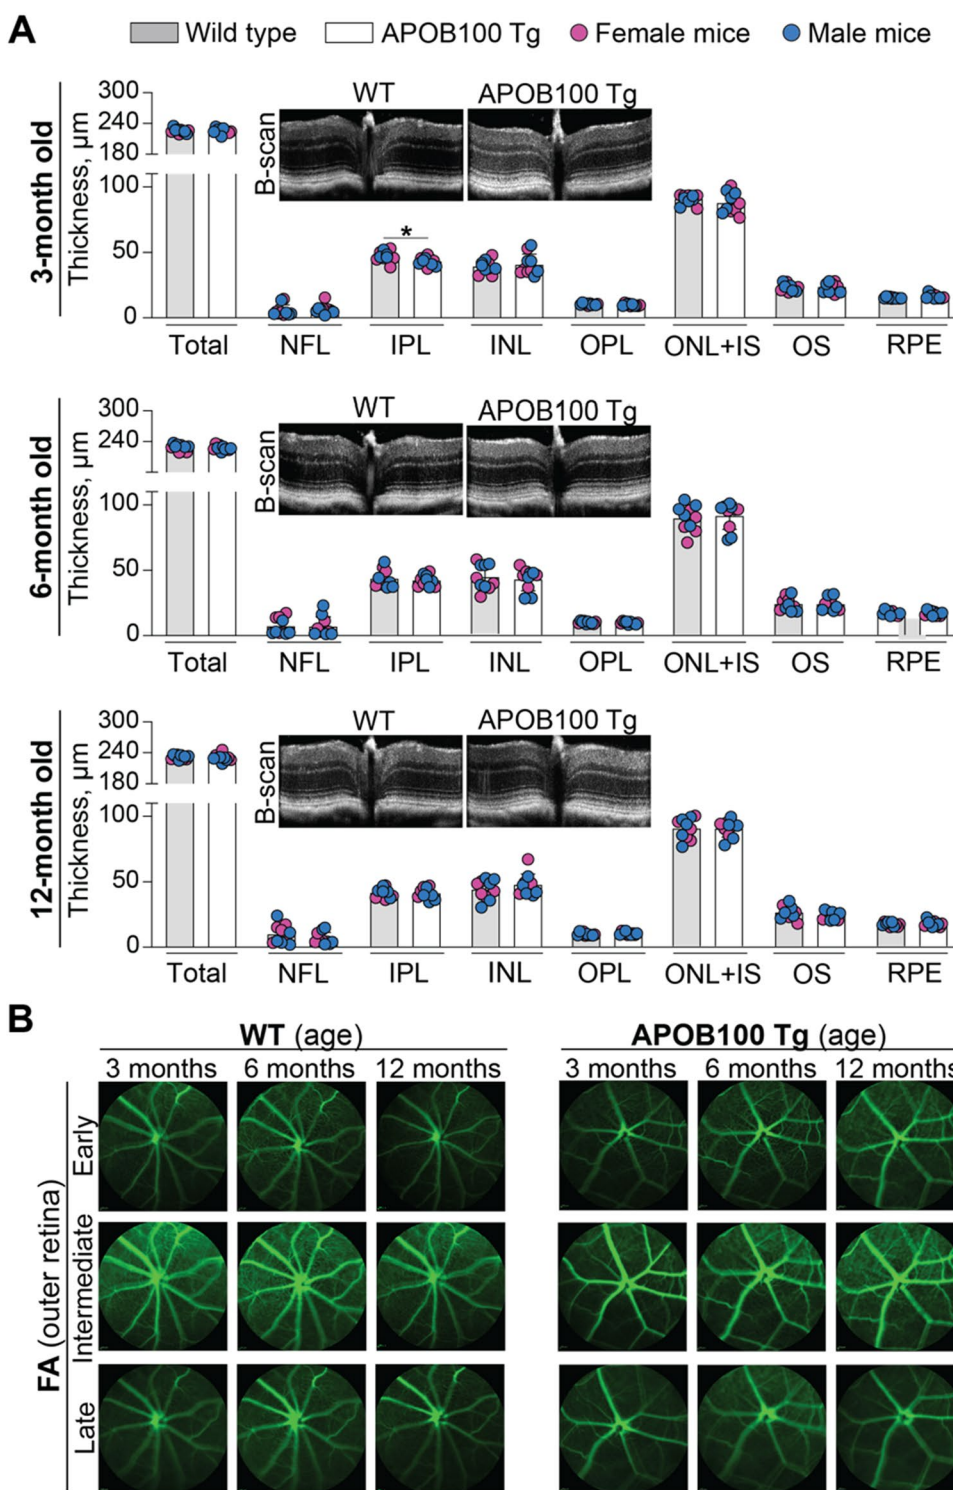 A
Wild type APOB100 Tg Female mice Male mice
3-month old
Thickness, µm
300
240
180
100
50
0
WT APOB100 Tg
B-scan
*
Total NFL IPL INL OPL ONL+IS OS RPE
6-month old
Thickness, µm
300
240
100
50
0
WT APOB100 Tg
B-scan
Total NFL IPL INL OPL ONL+IS OS RPE
12-month old
Thickness, µm
300
240
180
100
50
0
WT APOB100 Tg
B-scan
Total NFL IPL INL OPL ONL+IS OS RPE
B
WT (age) APOB100 Tg (age)
3 months 6 months 12 months 3 months 6 months 12 months
FA (outer retina)
Early
Intermediate
Late